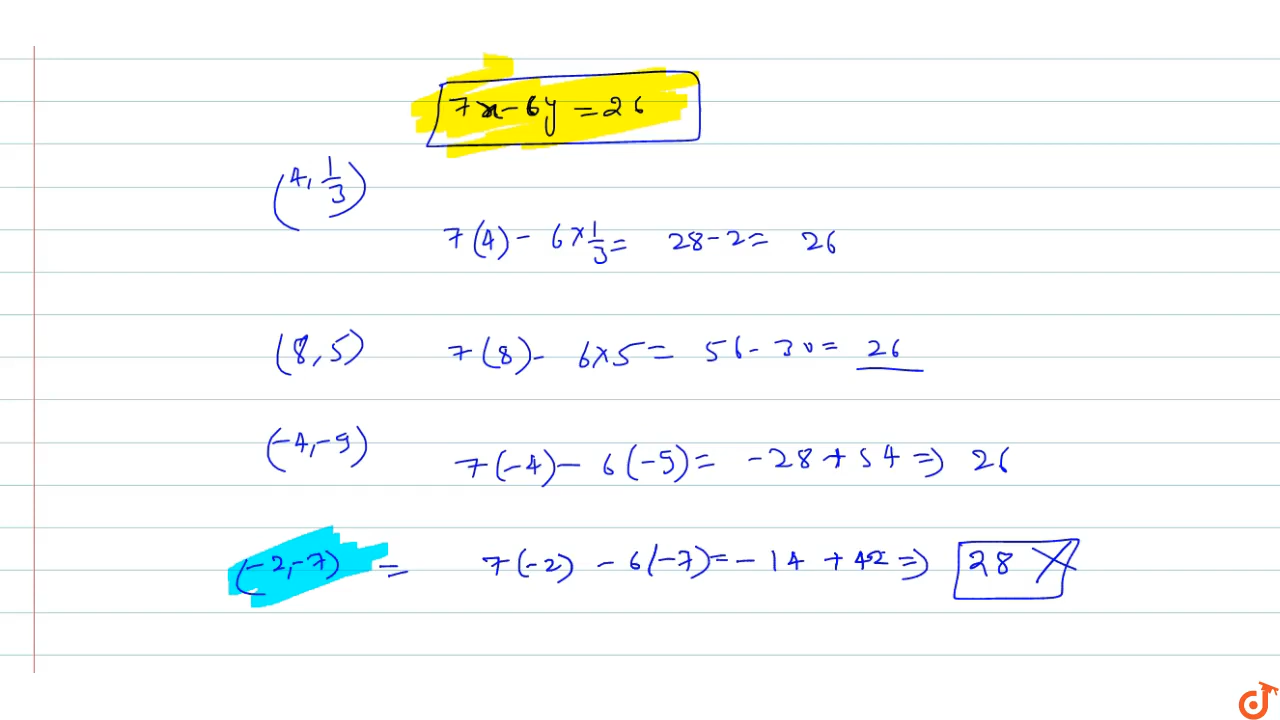 7x-6y=26
(4, 1/3)
7(4)- 6×1/3= 28-2= 26
(8,5) 7(8)- 6×5= 56-30= 26
(-4,-9) 7(-4)- 6(-9)= -28+54⇒ 26
(-2,-7) = 7(-2) -6(-7)=-14 +42⇒ 28 X